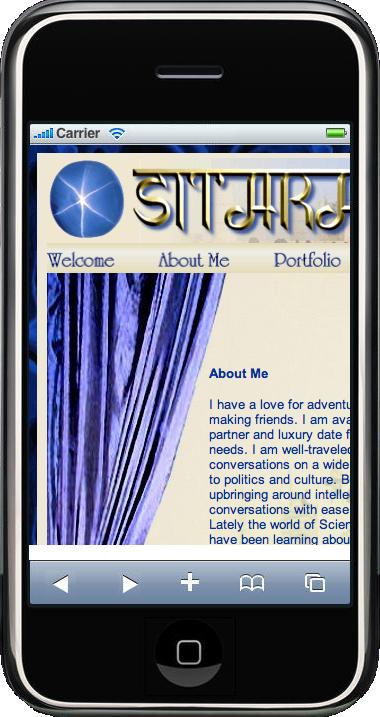 Carrier
SITARA
Welcome About Me Portfolio
About Me
I have a love for adventu
making friends. I am ava
partner and luxury date f
needs. I am well-traveled
conversations on a wide
to politics and culture. B
upbringing around intelle
conversations with ease
Lately the world of Scien
have been learning abou